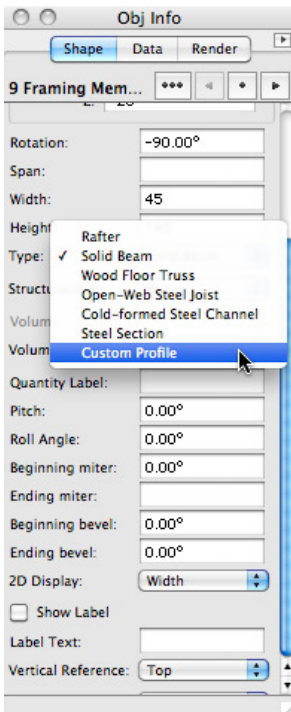 Obj Info
Shape Data Render
9 Framing Mem...
Rotation: -90.00°
Span:
Width: 45
Height
Type: ✓ Solid Beam
Rafter
Wood Floor Truss
Open-Web Steel Joist
Cold-formed Steel Channel
Steel Section
Custom Profile
Quantity Label:
Pitch: 0.00°
Roll Angle: 0.00°
Beginning miter: 0.00°
Ending miter:
Beginning bevel: 0.00°
Ending bevel: 0.00°
2D Display: Width
Show Label
Label Text:
Vertical Reference: Top